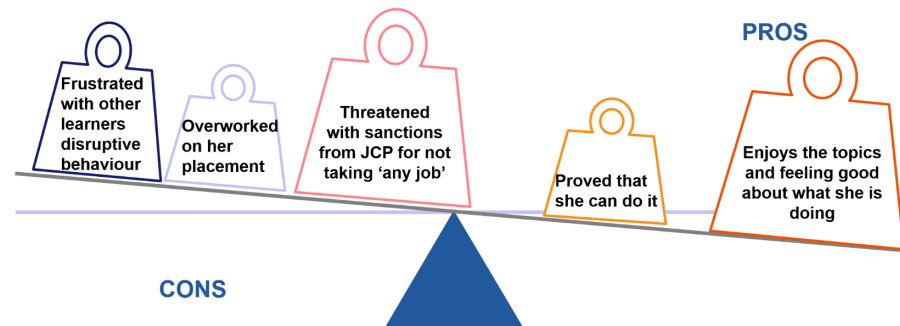 PROS
Frustrated
with other
learners
disruptive
behaviour
Overworked
on her
placement
Threatened
with sanctions
from JCP for not
taking ‘any job’
Proved that
she can do it
Enjoys the topics
and feeling good
about what she is
doing
CONS